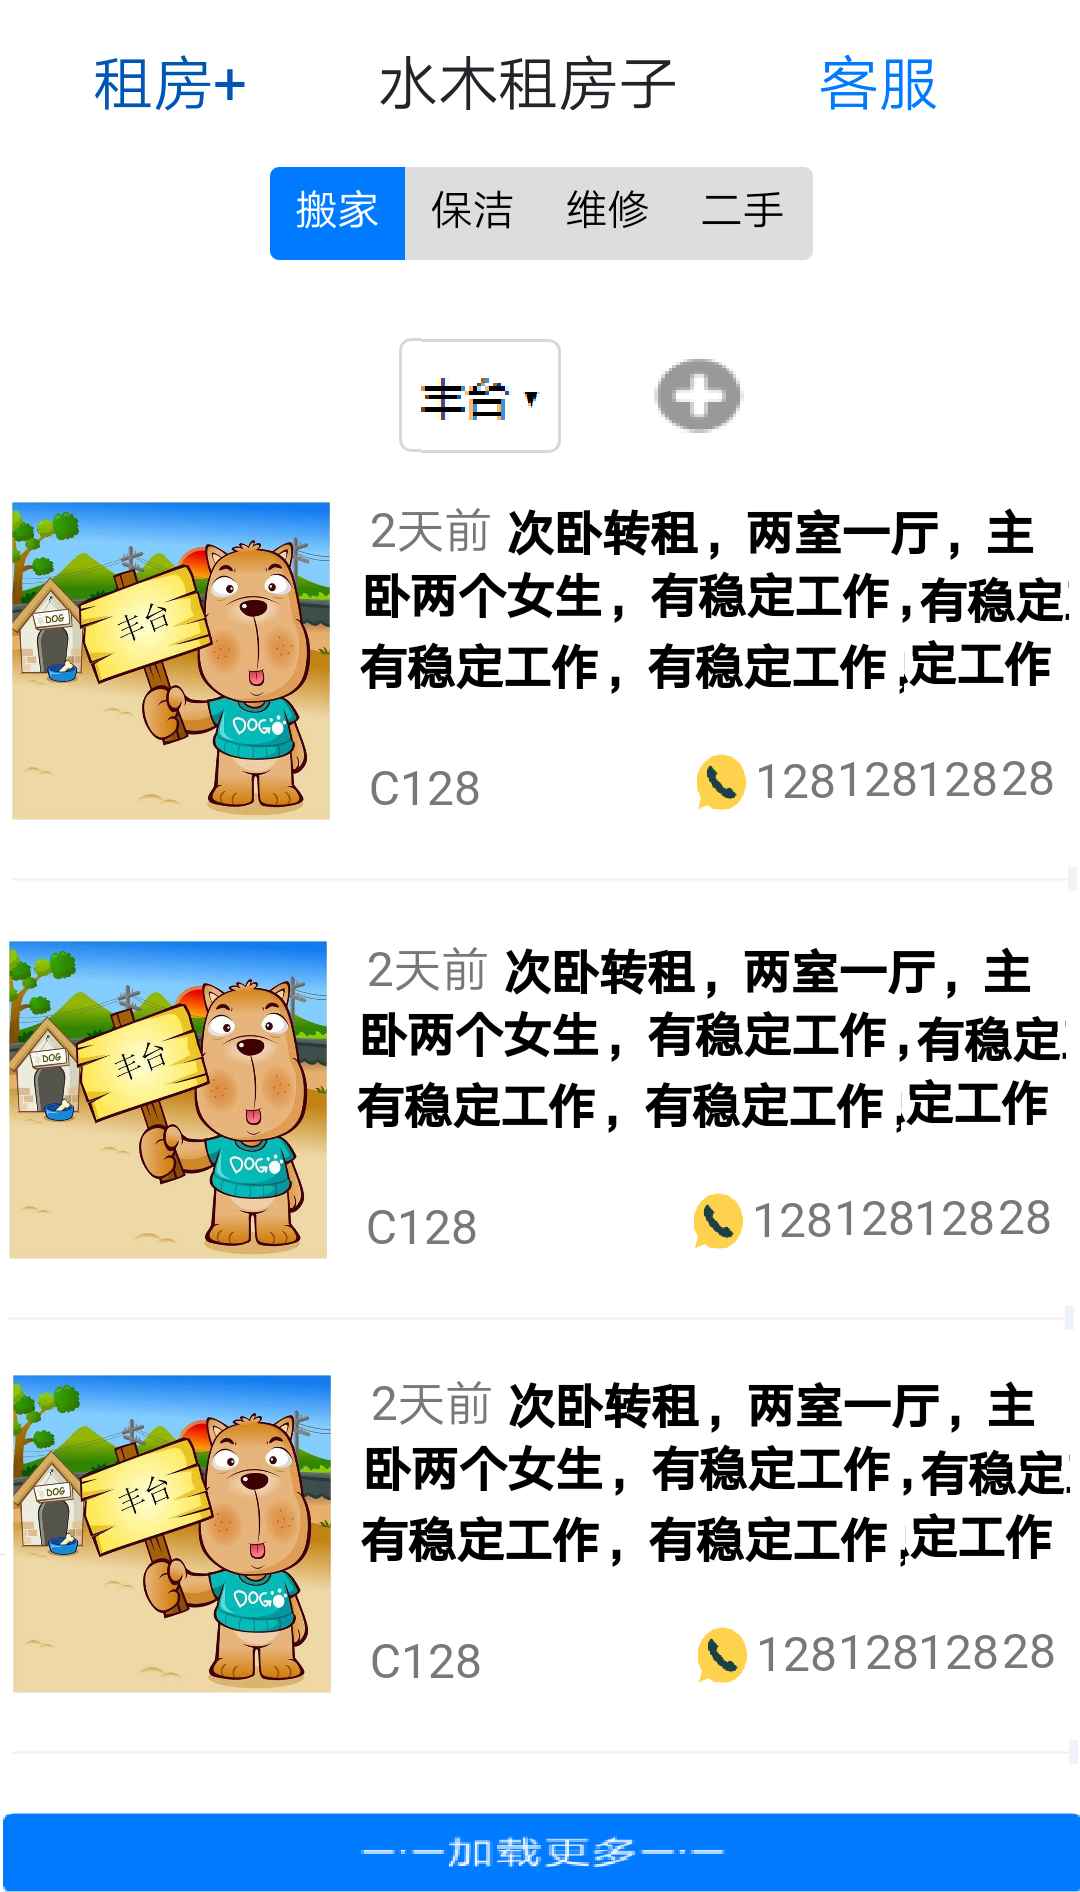 租房+ 水木租房子 客服
搬家 保洁 维修 二手
丰台 ▼
2天前 次卧转租，两室一厅，主
卧两个女生，有稳定工作,有稳定
有稳定工作，有稳定工作,定工作
DOG
丰台
DOG
C128 12812812828
2天前 次卧转租，两室一厅，主
卧两个女生，有稳定工作,有稳定
有稳定工作，有稳定工作,定工作
DOG
丰台
DOG
C128 12812812828
2天前 次卧转租，两室一厅，主
卧两个女生，有稳定工作,有稳定
有稳定工作，有稳定工作,定工作
DOG
丰台
DOG
C128 12812812828
—·—加载更多—·—